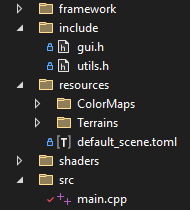 framework
include
gui.h
utils.h
resources
ColorMaps
Terrains
default_scene.toml
shaders
src
main.cpp